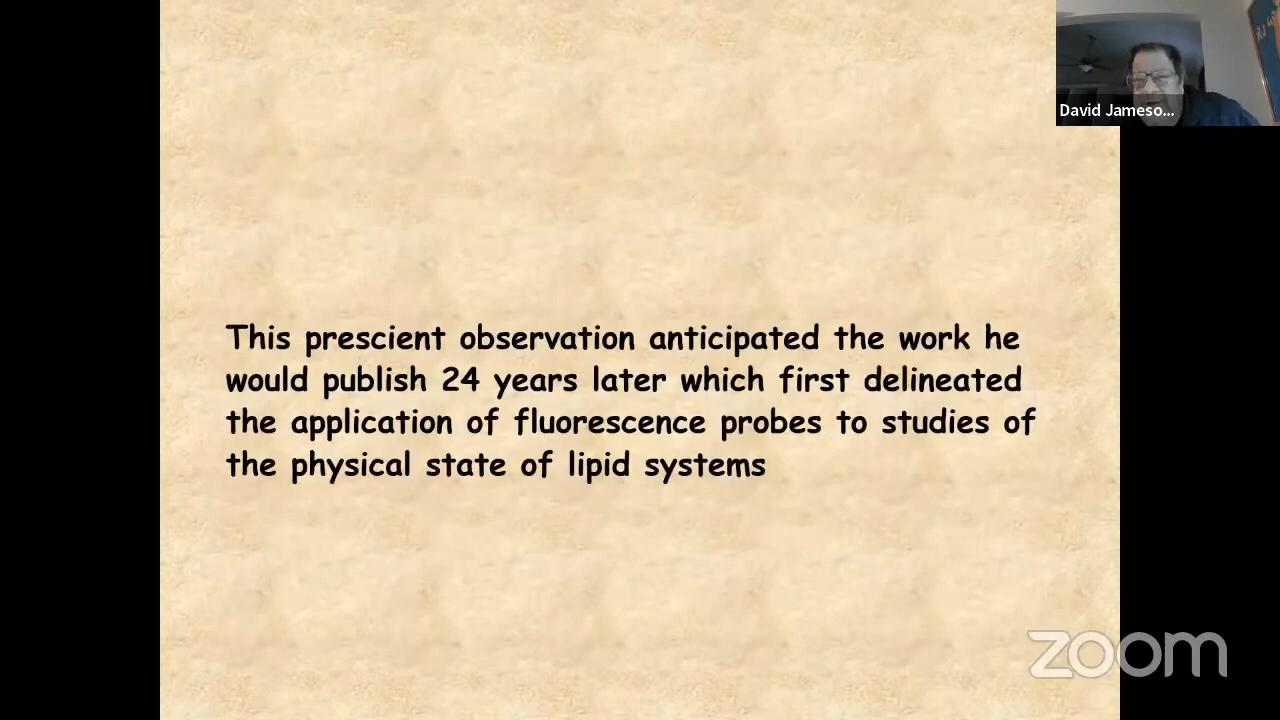 David Jameso...
This prescient observation anticipated the work he
would publish 24 years later which first delineated
the application of fluorescence probes to studies of
the physical state of lipid systems
zoom